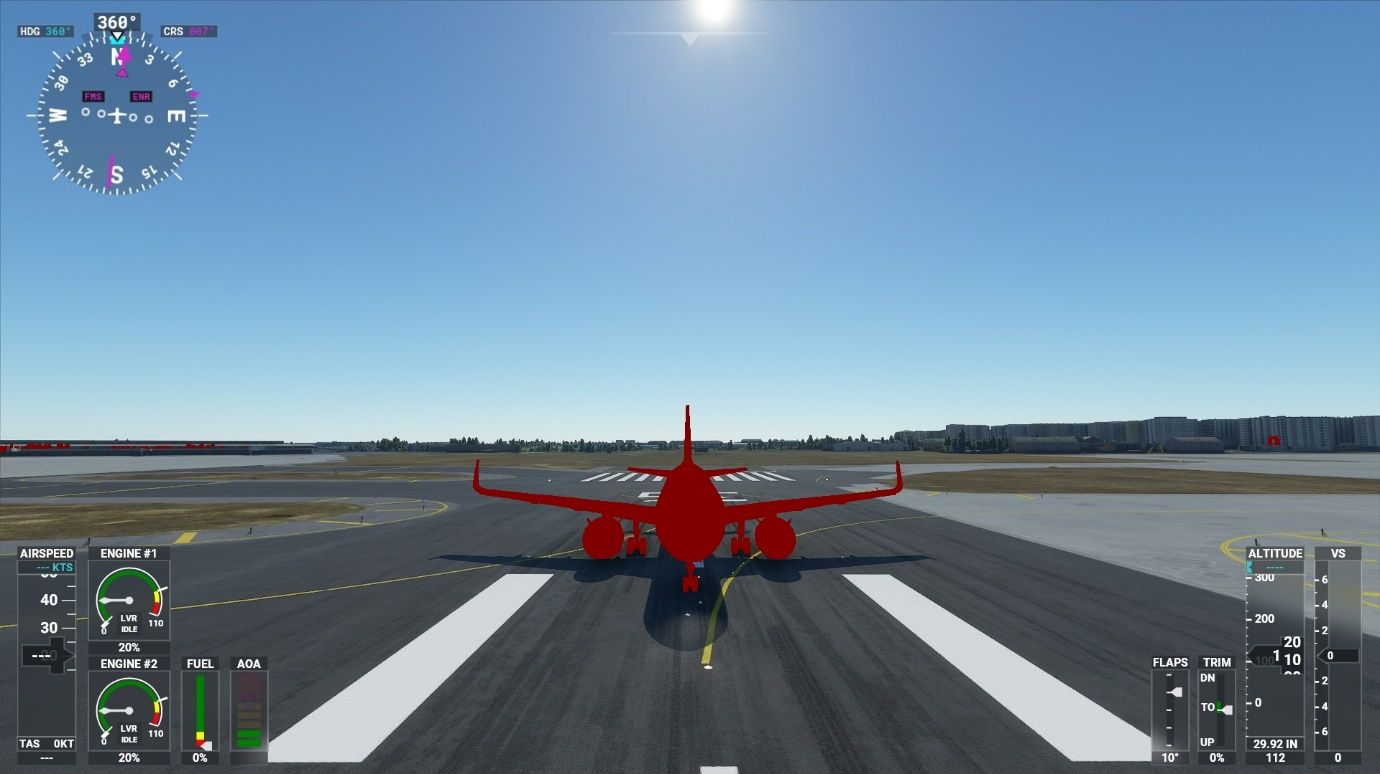 360°
HDG 360°
CRS 007°
N
33
3
30
6
FMS
ENR
W
E
24
12
21
S
15
AIRSPEED
--- KTS
40
30
---
TAS 0KT
---
ENGINE #1
LVR
IDLE
0
110
20%
ENGINE #2
LVR
IDLE
0
110
20%
FUEL
0%
AOA
FLAPS
10°
TRIM
DN
TO
UP
0%
ALTITUDE
----
300
200
100
20
1 10
0
29.92 IN
112
VS
6
4
2
0
2
4
6
0